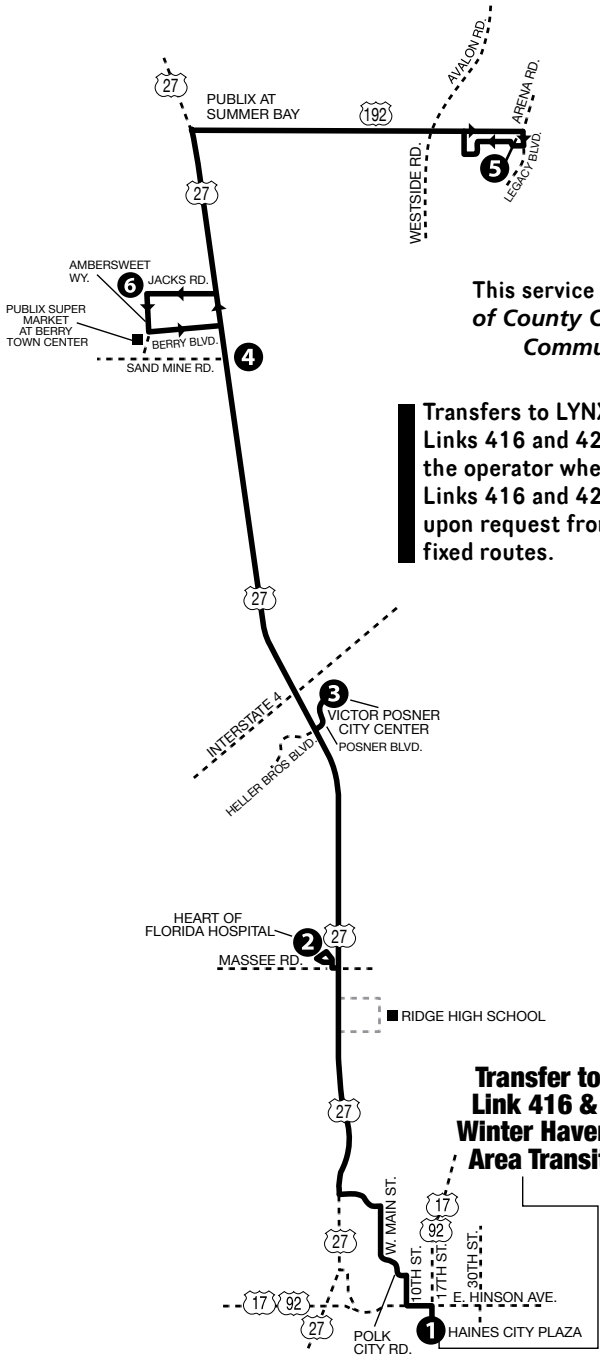 27
PUBLIX AT
SUMMER BAY
192
AVALON RD.
ARENA RD.
WESTSIDE RD.
5
LEGACY BLVD.
27
AMBERSWEET
WY.
6
JACKS RD.
PUBLIX SUPER
MARKET
AT BERRY
TOWN CENTER
BERRY BLVD.
SAND MINE RD.
4
This service
of County C
Commu
Transfers to LYNX
Links 416 and 42
the operator whe
Links 416 and 42
upon request from
fixed routes.
27
INTERSTATE 4
3
VICTOR POSNER
CITY CENTER
POSNER BLVD.
HELLER BROS BLVD.
HEART OF
FLORIDA HOSPITAL
2
27
MASSEE RD.
RIDGE HIGH SCHOOL
Transfer to
Link 416 &
Winter Haven
Area Transit
27
W. MAIN ST.
10TH ST.
17TH ST.
30TH ST.
17
92
27
E. HINSON AVE.
17 92
27
POLK
CITY RD.
1
HAINES CITY PLAZA